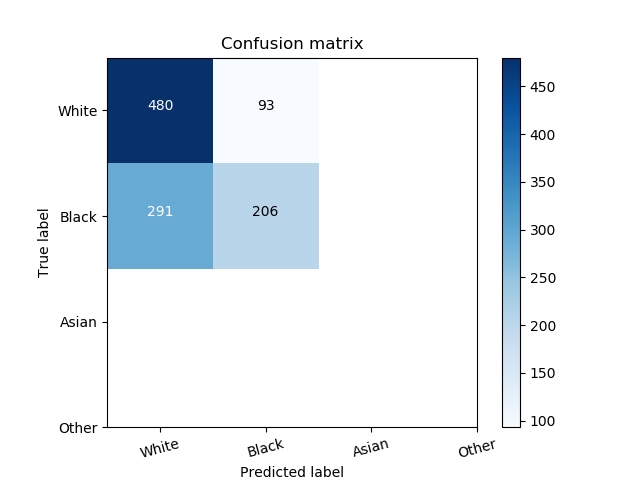 Confusion matrix
True label
White
Black
Asian
Other
480 93
291 206
White Black Asian Other
Predicted label
450
400
350
300
250
200
150
100